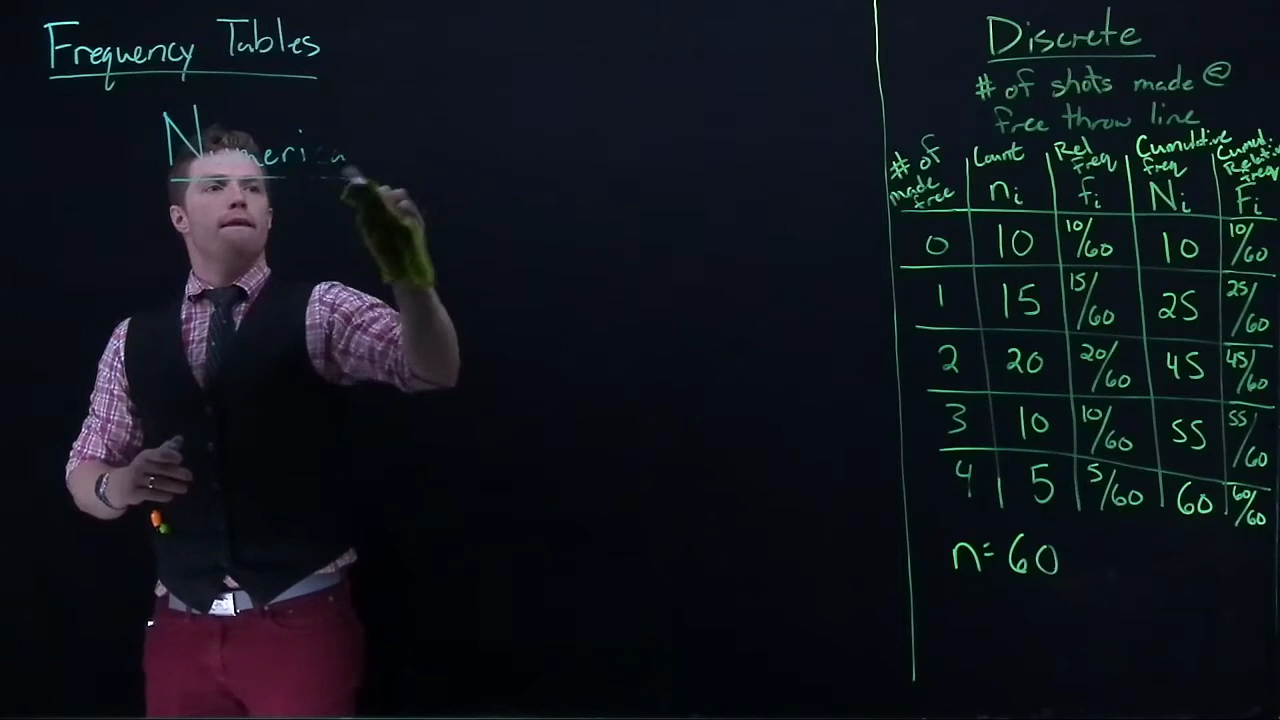 Frequency Tables
Numerica
Discrete
# of shots made @
free throw line
# of made free
Count ni
Rel freq fi
Cumulative freq Ni
Cumul. Relative freq Fi
0 10 10/60 10 10/60
1 15 15/60 25 25/60
2 20 20/60 45 45/60
3 10 10/60 55 55/60
4 5 5/60 60 60/60
n=60